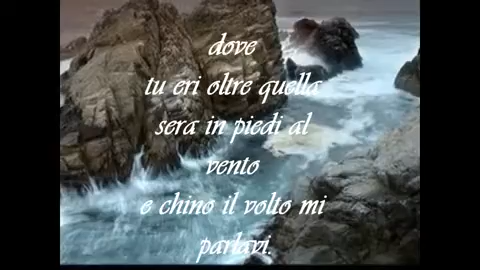 dove
tu eri oltre quella
sera in piedi al
vento
e chino il volto mi
parlavi.